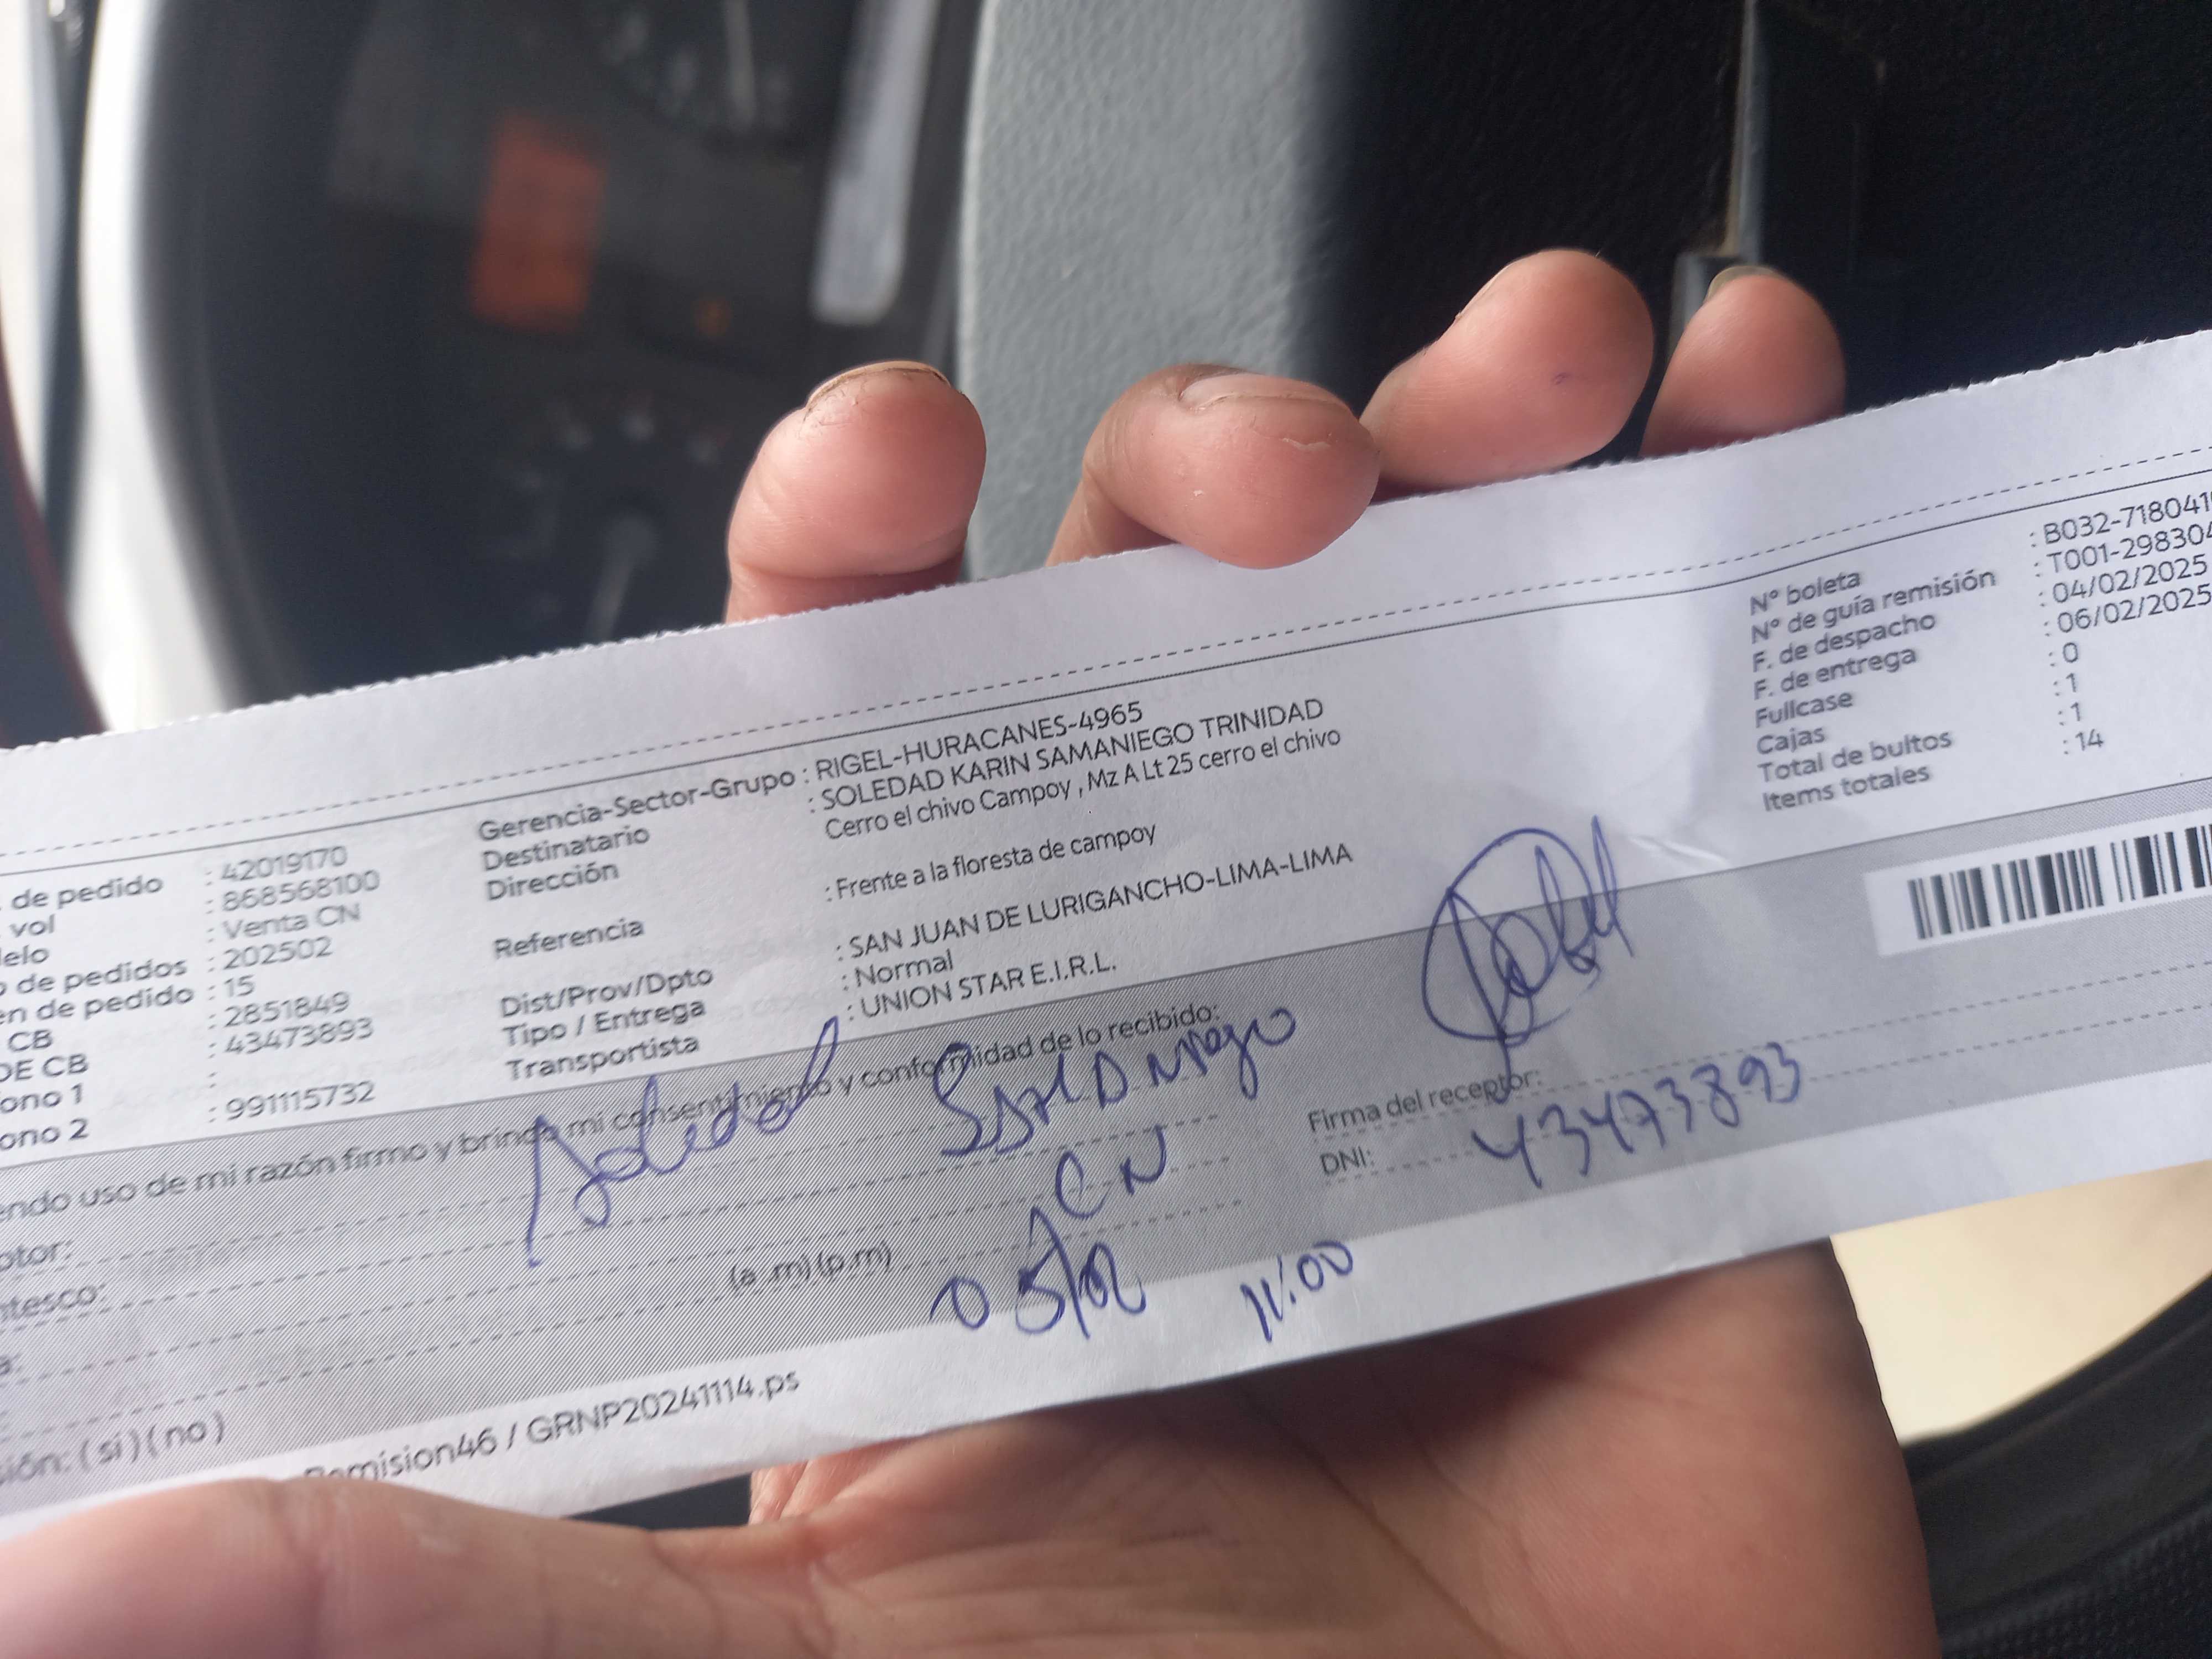 de pedido : 42019170
vol : 868568100
elo : Venta CN
de pedidos : 202502
en de pedido : 15
CB : 2851849
DE CB : 43473893
ono 1 :
ono 2 : 991115732
Gerencia-Sector-Grupo : RIGEL-HURACANES-4965
Destinatario : SOLEDAD KARIN SAMANIEGO TRINIDAD
Dirección Cerro el chivo Campoy , Mz A Lt 25 cerro el chivo
Referencia : Frente a la floresta de campoy
Dist/Prov/Dpto : SAN JUAN DE LURIGANCHO-LIMA-LIMA
Tipo / Entrega : Normal
Transportista : UNION STAR E.I.R.L.
N° boleta : B032-718041
N° de guía remisión : T001-29830
F. de despacho : 04/02/2025
F. de entrega : 06/02/2025
Fullcase : 0
Cajas : 1
Total de bultos : 1
Items totales : 14
endo uso de mi razón firmo y brindo mi consentimiento y conformidad de lo recibido:
ptor: Soledad
ntesco: CN
a: 05/02 11:00
(a .m) (p.m)
ión: (si) (no)
Firma del receptor:
DNI: 43473893
Remision46 / GRNP20241114.ps